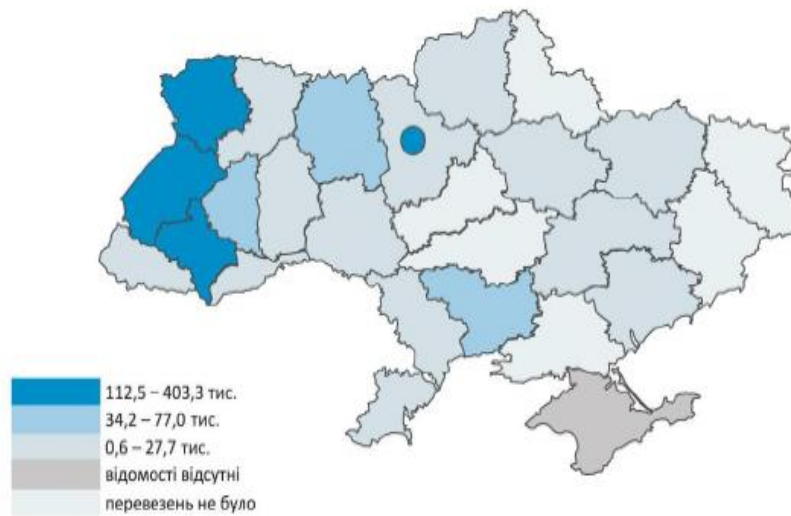 112,5 – 403,3 тис.
34,2 – 77,0 тис.
0,6 – 27,7 тис.
відомості відсутні
перевезень не було